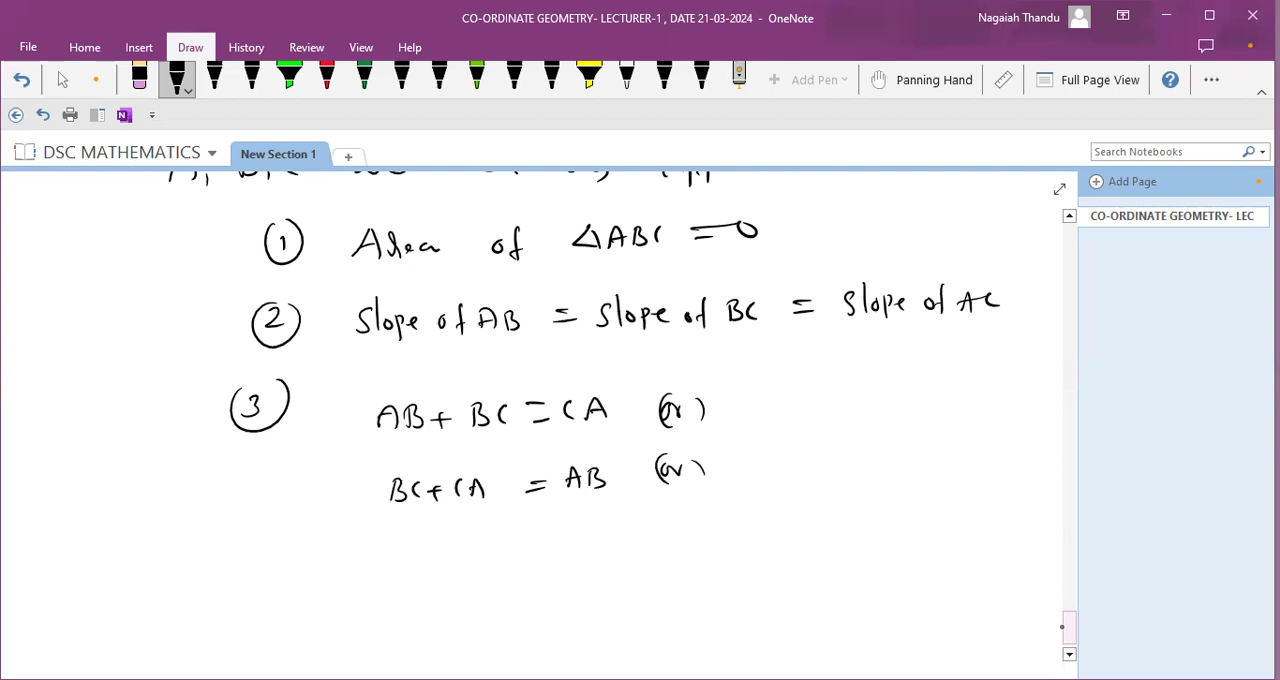 CO-ORDINATE GEOMETRY- LECTURER-1 , DATE 21-03-2024 - OneNote
Nagaiah Thandu
File Home Insert Draw History Review View Help
Add Pen
Panning Hand
Full Page View
DSC MATHEMATICS
New Section 1
Search Notebooks
Add Page
CO-ORDINATE GEOMETRY- LEC
① Area of △ABC = 0
② Slope of AB = Slope of BC = Slope of AC
③ AB + BC = CA (or)
BC + CA = AB (or)